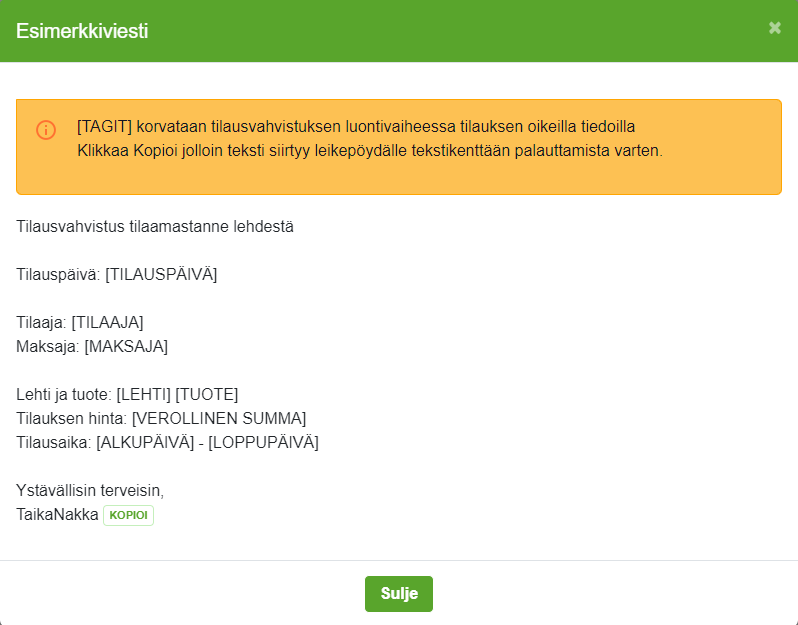 Esimerkkiviesti
[TAGIT] korvataan tilausvahvistuksen luontivaiheessa tilauksen oikeilla tiedoilla
Klikkaa Kopioi jolloin teksti siirtyy leikepöydälle tekstikenttään palauttamista varten.
Tilausvahvistus tilaamastanne lehdestä
Tilauspäivä: [TILAUSPÄIVÄ]
Tilaaja: [TILAAJA]
Maksaja: [MAKSAJA]
Lehti ja tuote: [LEHTI] [TUOTE]
Tilauksen hinta: [VEROLLINEN SUMMA]
Tilausaika: [ALKUPÄIVÄ] - [LOPPUPÄIVÄ]
Ystävällisin terveisin,
TaikaNakka KOPIOI
Sulje